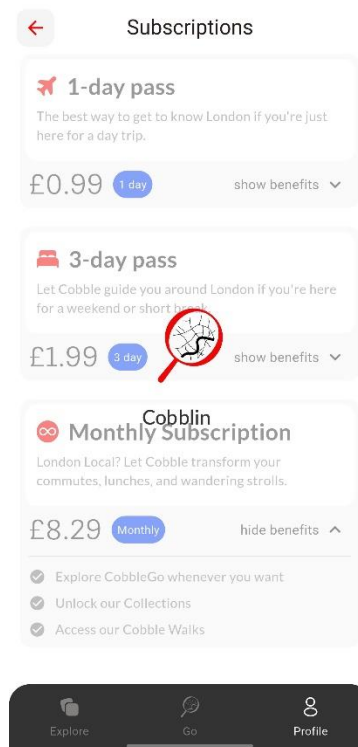 Subscriptions
1-day pass
The best way to get to know London if you're just
here for a day trip.
£0.99 1 day show benefits
3-day pass
Let Cobble guide you around London if you're here
for a weekend or short break.
£1.99 3 day show benefits
Cobblin
Monthly Subscription
London Local? Let Cobble transform your
commutes, lunches, and wandering strolls.
£8.29 Monthly hide benefits
Explore CobbleGo whenever you want
Unlock our Collections
Access our Cobble Walks
Explore Go Profile